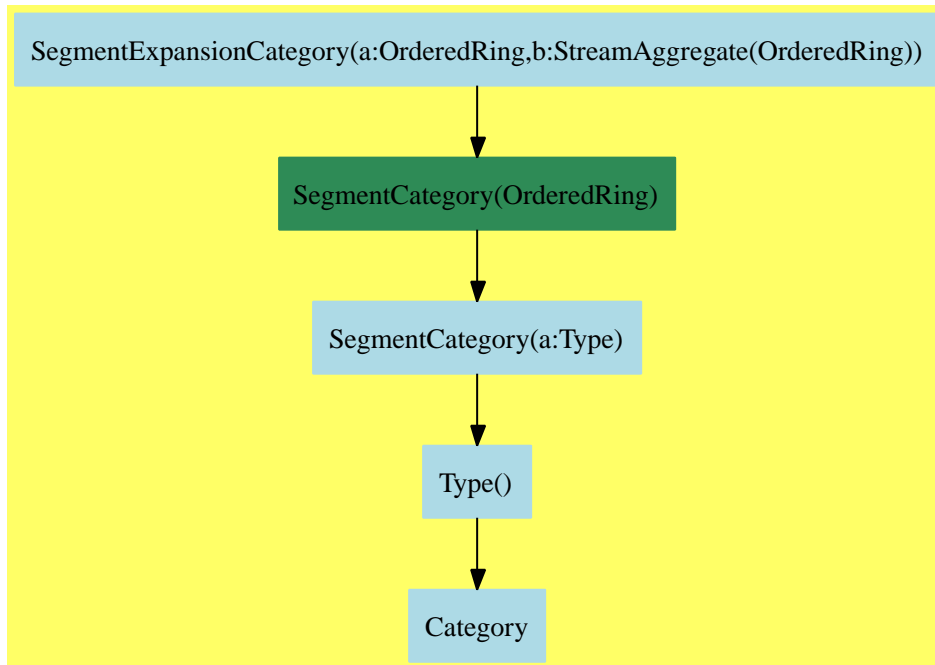 SegmentExpansionCategory(a:OrderedRing,b:StreamAggregate(OrderedRing))
SegmentCategory(OrderedRing)
SegmentCategory(a:Type)
Type()
Category